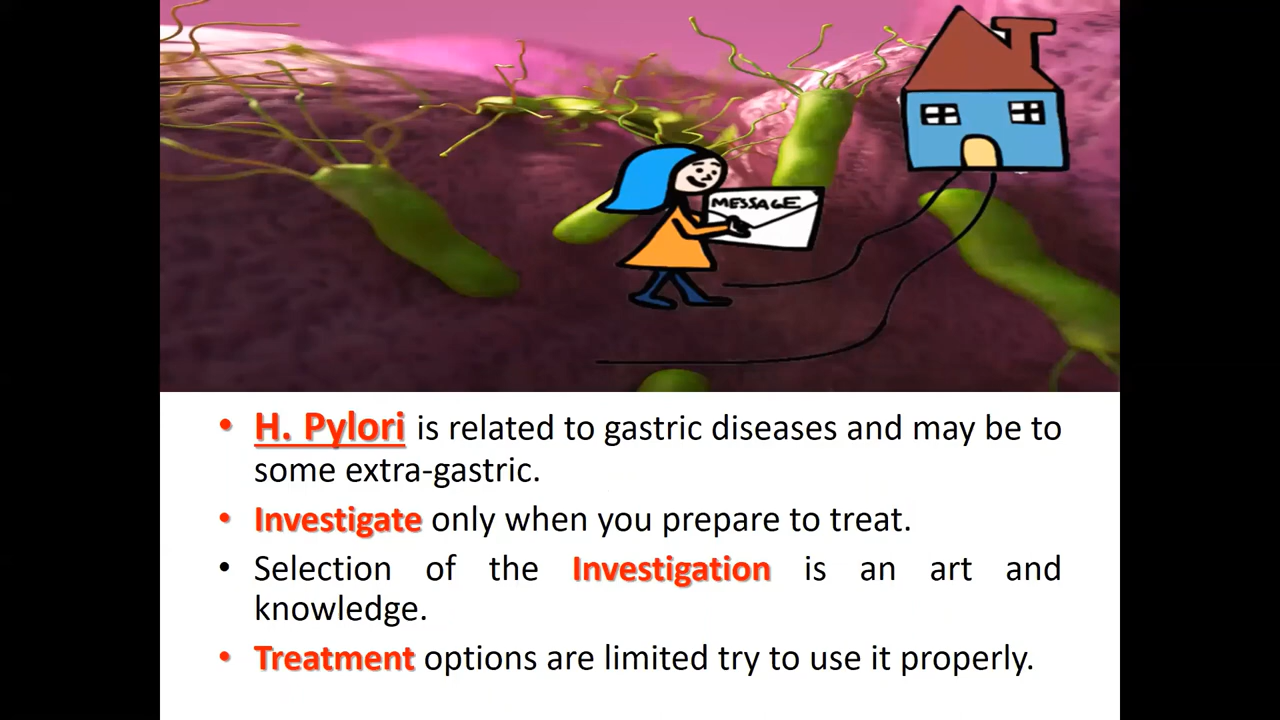 MESSAGE
• H. Pylori is related to gastric diseases and may be to
some extra-gastric.
• Investigate only when you prepare to treat.
• Selection of the Investigation is an art and
knowledge.
• Treatment options are limited try to use it properly.